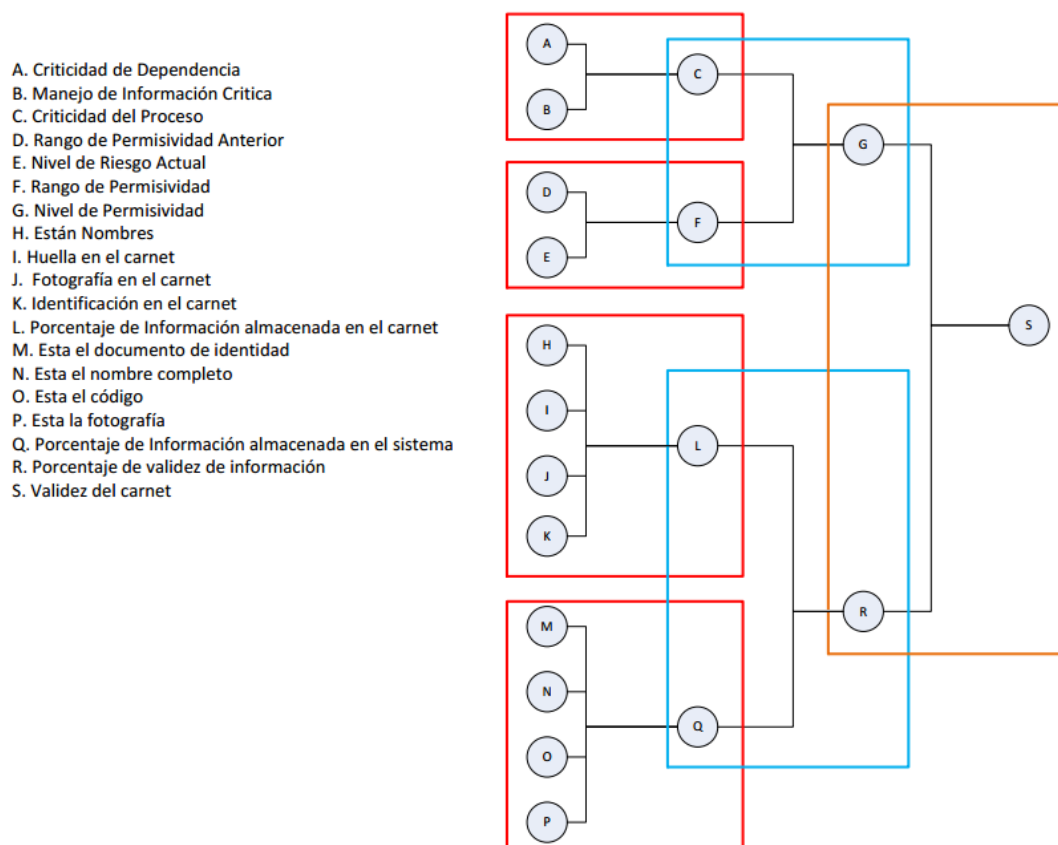 A. Criticidad de Dependencia
B. Manejo de Información Critica
C. Criticidad del Proceso
D. Rango de Permisividad Anterior
E. Nivel de Riesgo Actual
F. Rango de Permisividad
G. Nivel de Permisividad
H. Están Nombres
I. Huella en el carnet
J. Fotografía en el carnet
K. Identificación en el carnet
L. Porcentaje de Información almacenada en el carnet
M. Esta el documento de identidad
N. Esta el nombre completo
O. Esta el código
P. Esta la fotografía
Q. Porcentaje de Información almacenada en el sistema
R. Porcentaje de validez de información
S. Validez del carnet
A
B
C
D
E
F
G
H
I
J
K
L
M
N
O
P
Q
R
S